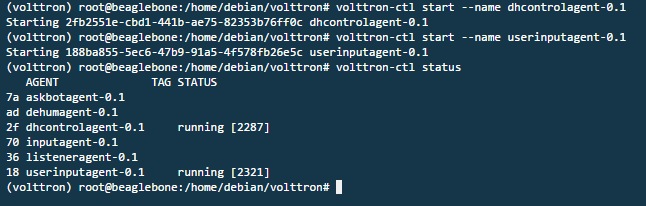 (volttron) root@beaglebone:/home/debian/volttron# volttron-ctl start --name dhcontrolagent-0.1
Starting 2fb2551e-cbd1-441b-ae75-82353b76ff0c dhcontrolagent-0.1
(volttron) root@beaglebone:/home/debian/volttron# volttron-ctl start --name userinputagent-0.1
Starting 188ba855-5ec6-47b9-91a5-4f578fb26e5c userinputagent-0.1
(volttron) root@beaglebone:/home/debian/volttron# volttron-ctl status
AGENT TAG STATUS
7a askbotagent-0.1
ad dehumagent-0.1
2f dhcontrolagent-0.1 running [2287]
70 inputagent-0.1
36 listeneragent-0.1
18 userinputagent-0.1 running [2321]
(volttron) root@beaglebone:/home/debian/volttron#